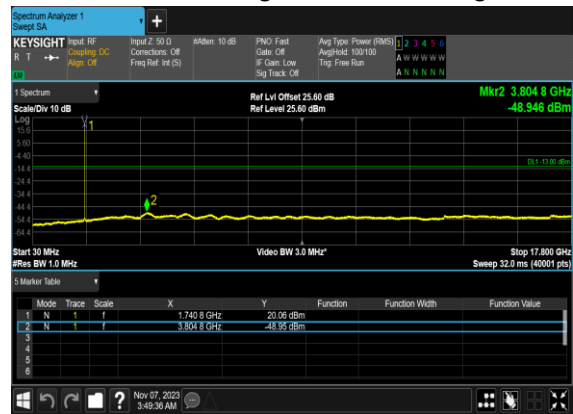 Spectrum Analyzer 1
Swept SA
+
KEYSIGHT Input: RF Input Z: 50 Ω #Atten: 10 dB PNO: Fast Avg Type: Power (RMS) 1 2 3 4 5 6
R T Coupling: DC Corrections: Off Gate: Off Avg|Hold: 100/100 A W W W W W
Align: Off Freq Ref: Int (S) IF Gain: Low Trig: Free Run
LW Sig Track: Off A N N N N N
1 Spectrum Ref Lvl Offset 25.60 dB Mkr2 3.804 8 GHz
Scale/Div 10 dB Ref Level 25.60 dBm -48.946 dBm
Log
15.6
1
5.60
-4.40
DL1 -13.00 dBm
-14.4
-24.4
-34.4
-44.4
2
-54.4
-64.4
Start 30 MHz Video BW 3.0 MHz* Stop 17.800 GHz
#Res BW 1.0 MHz Sweep 32.0 ms (40001 pts)
5 Marker Table
Mode Trace Scale X Y Function Function Width Function Value
1 N 1 f 1.740 8 GHz 20.06 dBm
2 N 1 f 3.804 8 GHz -48.95 dBm
3
4
5
6
? Nov 07, 2023
3:49:36 AM